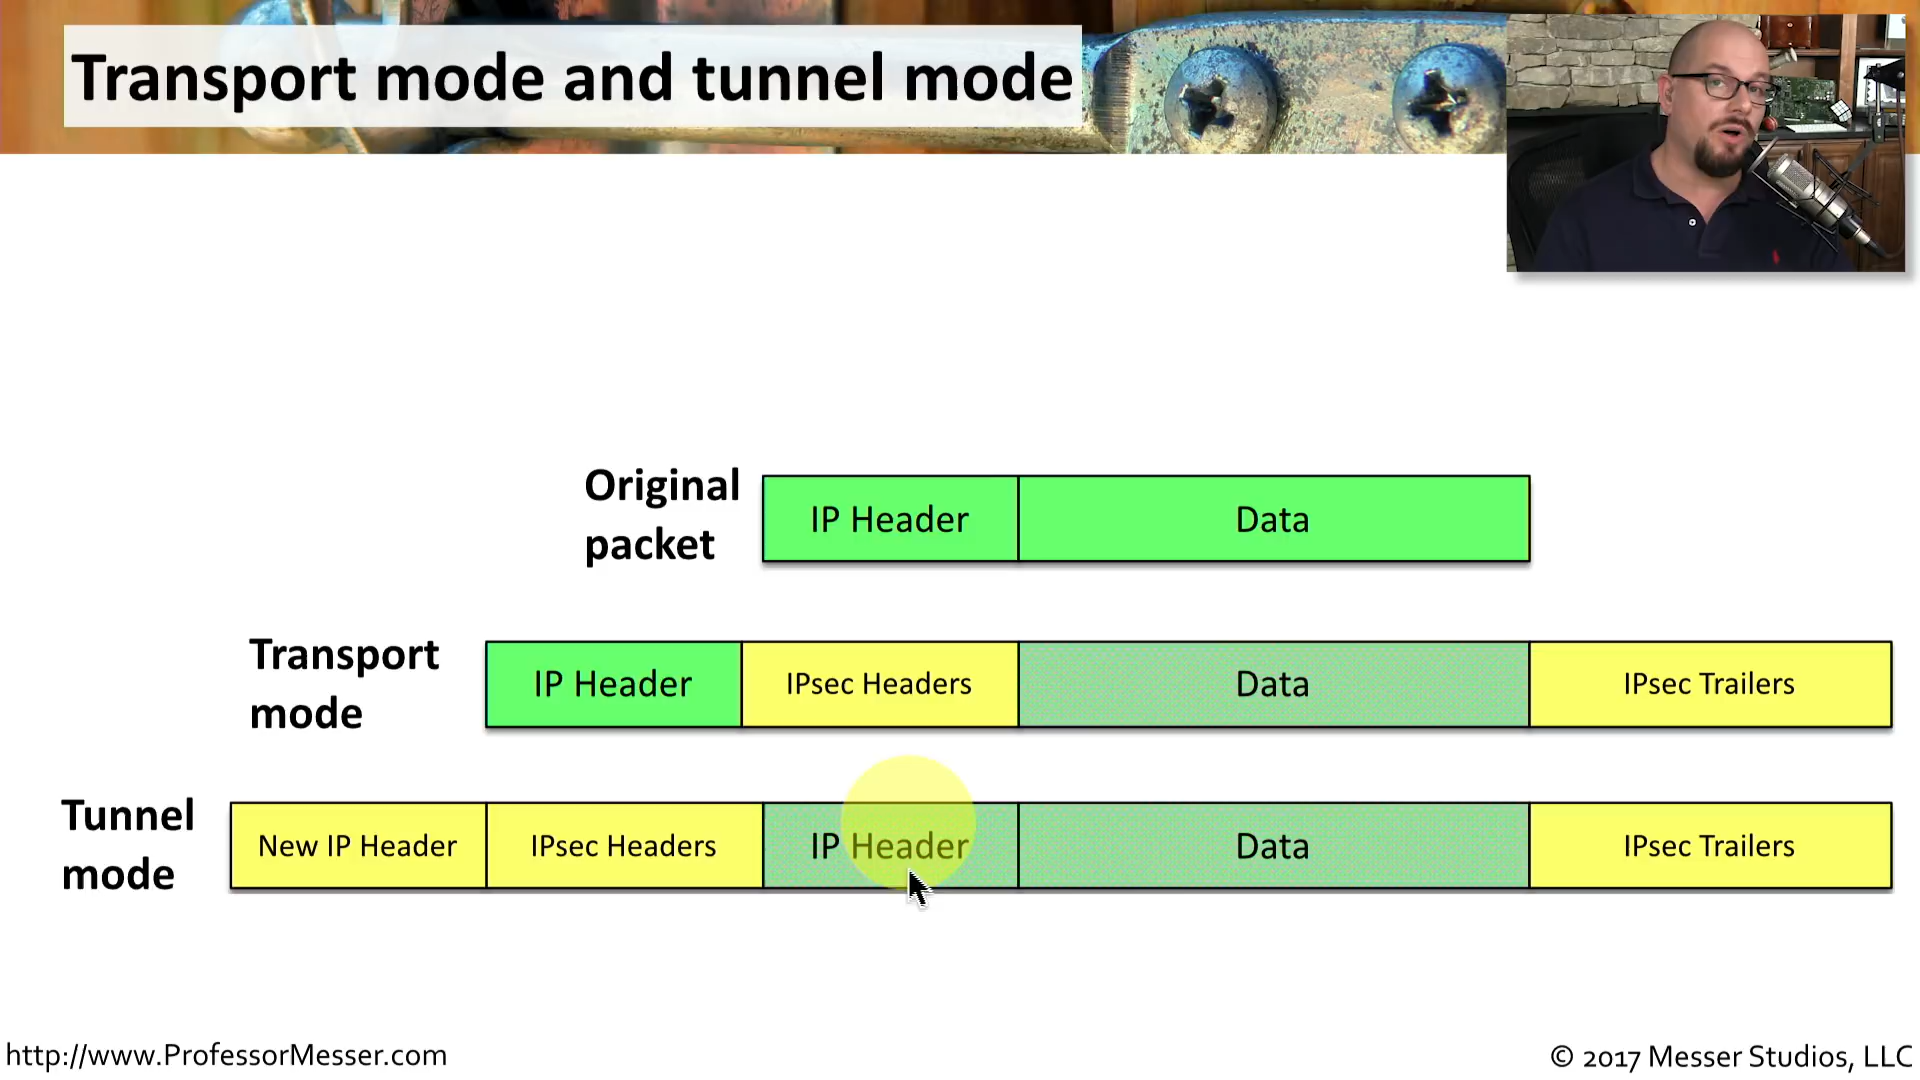 Transport mode and tunnel mode
Original
packet
IP Header
Data
Transport
mode
IP Header
IPsec Headers
Data
IPsec Trailers
Tunnel
mode
New IP Header
IPsec Headers
IP Header
Data
IPsec Trailers
http://www.ProfessorMesser.com
© 2017 Messer Studios, LLC